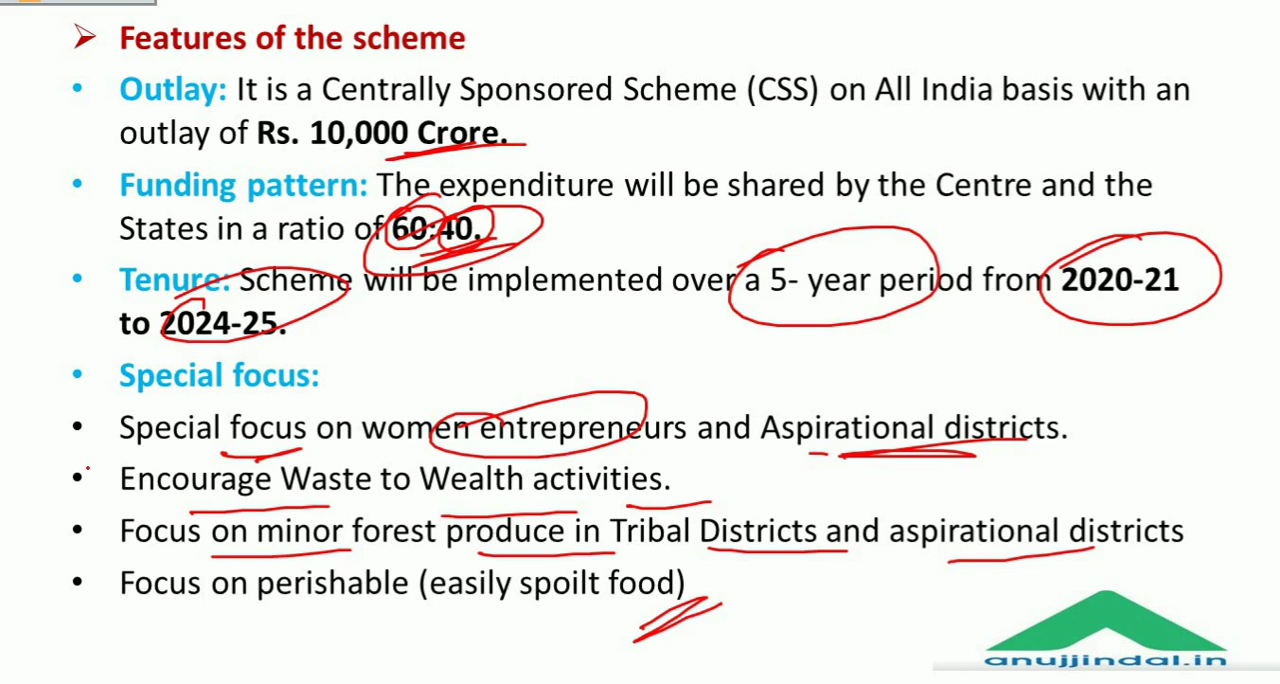 Features of the scheme
Outlay: It is a Centrally Sponsored Scheme (CSS) on All India basis with an
outlay of Rs. 10,000 Crore.
Funding pattern: The expenditure will be shared by the Centre and the
States in a ratio of 60:40.
Tenure: Scheme will be implemented over a 5- year period from 2020-21
to 2024-25.
Special focus:
Special focus on women entrepreneurs and Aspirational districts.
Encourage Waste to Wealth activities.
Focus on minor forest produce in Tribal Districts and aspirational districts
Focus on perishable (easily spoilt food)
anujjindal.in